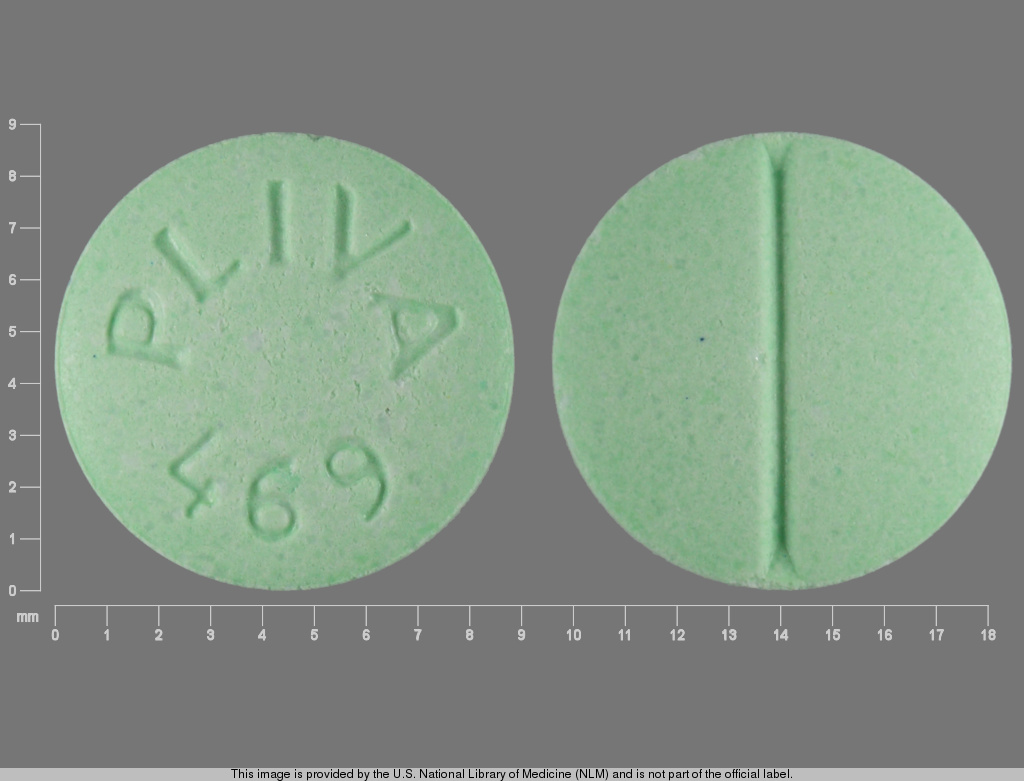 PLIVA
469
9
8
7
6
5
4
3
2
1
0
mm
0 1 2 3 4 5 6 7 8 9 10 11 12 13 14 15 16 17 18
This image is provided by the U.S. National Library of Medicine (NLM) and is not part of the official label.